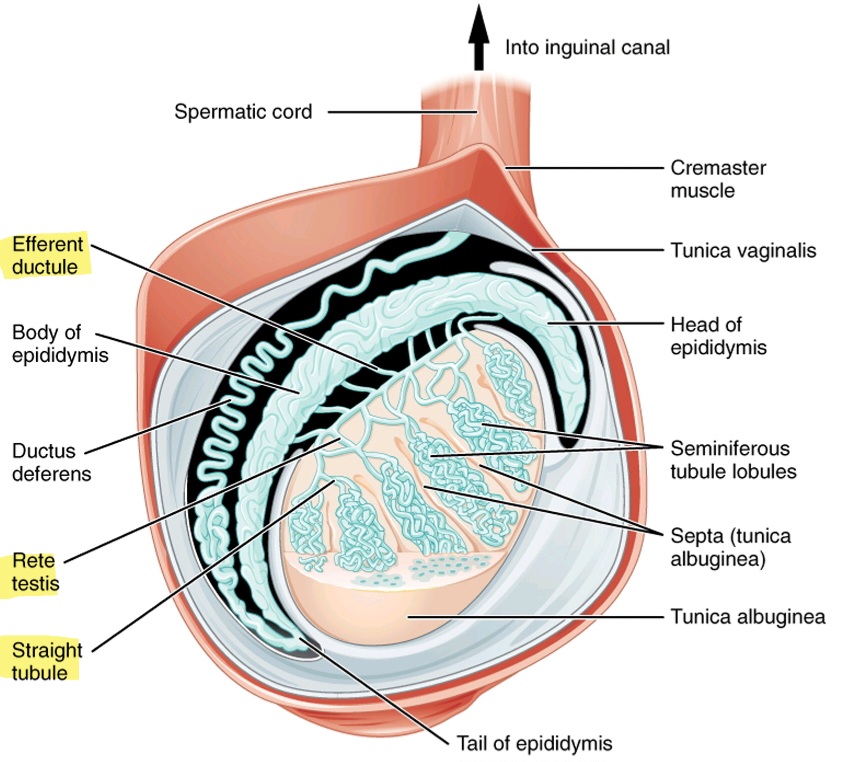 Into inguinal canal
Spermatic cord
Cremaster
muscle
Efferent
ductule
Tunica vaginalis
Body of
epididymis
Head of
epididymis
Ductus
deferens
Seminiferous
tubule lobules
Rete
testis
Septa (tunica
albuginea)
Straight
tubule
Tunica albuginea
Tail of epididymis